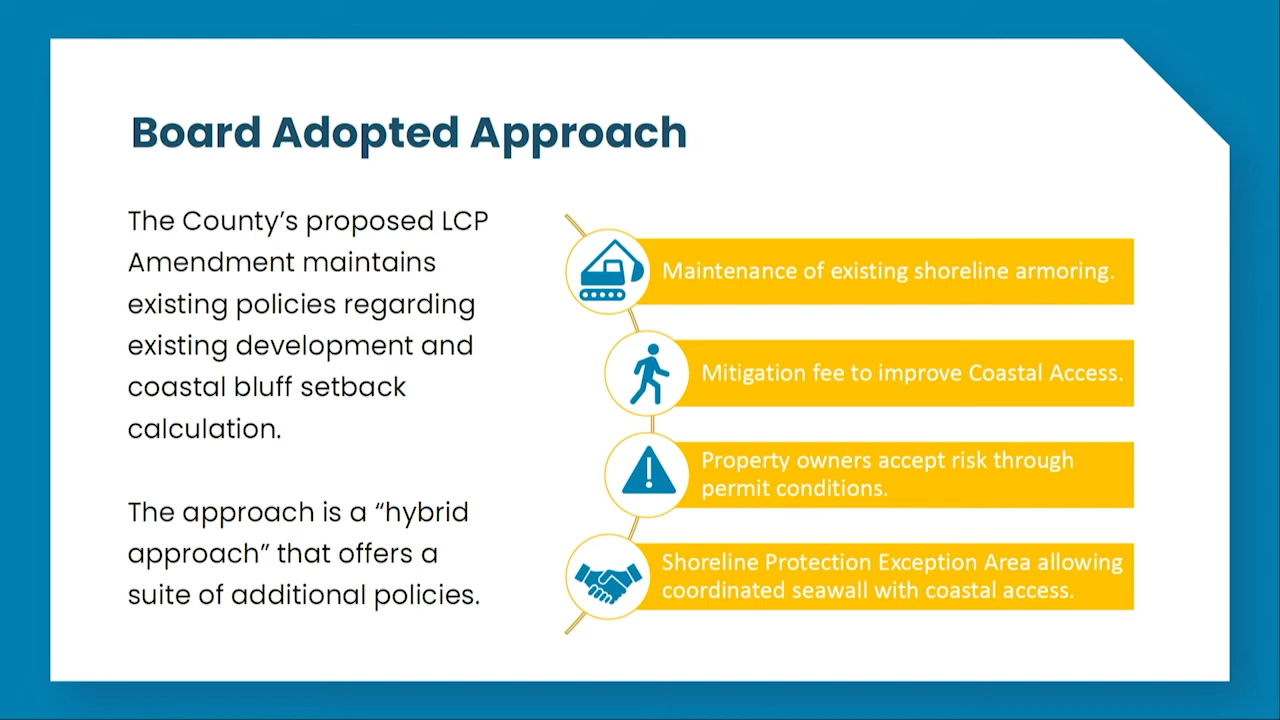 Board Adopted Approach
The County’s proposed LCP
Amendment maintains
existing policies regarding
existing development and
coastal bluff setback
calculation.
The approach is a “hybrid
approach” that offers a
suite of additional policies.
Maintenance of existing shoreline armoring.
Mitigation fee to improve Coastal Access.
Property owners accept risk through
permit conditions.
Shoreline Protection Exception Area allowing
coordinated seawall with coastal access.